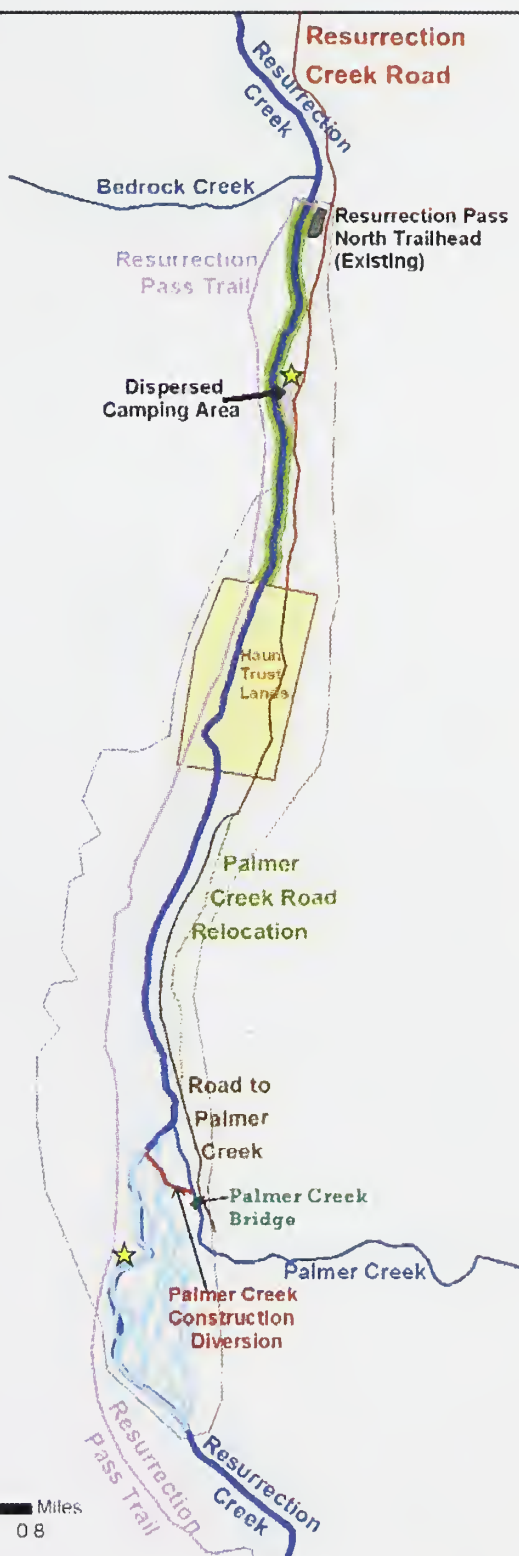 Resurrection
Creek Road
Resurrection
Creek
Bedrock Creek
Resurrection Pass
North Trailhead
(Existing)
Resurrection
Pass Trail
Dispersed
Camping Area
Haun
Trust
Lands
Palmer
Creek Road
Relocation
Road to
Palmer
Creek
Palmer Creek
Bridge
Palmer Creek
Palmer Creek
Construction
Diversion
Resurrection
Pass Trail
Resurrection
Creek
Miles
0 8